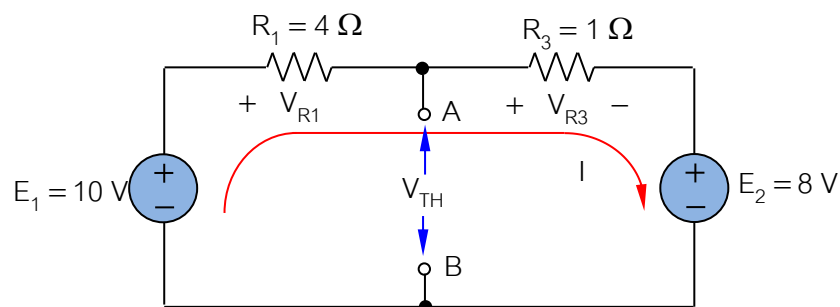 R1 = 4 Ω
R3 = 1 Ω
+ VR1
+ VR3 −
A
I
E1 = 10 V
+
−
VTH
+
−
E2 = 8 V
B